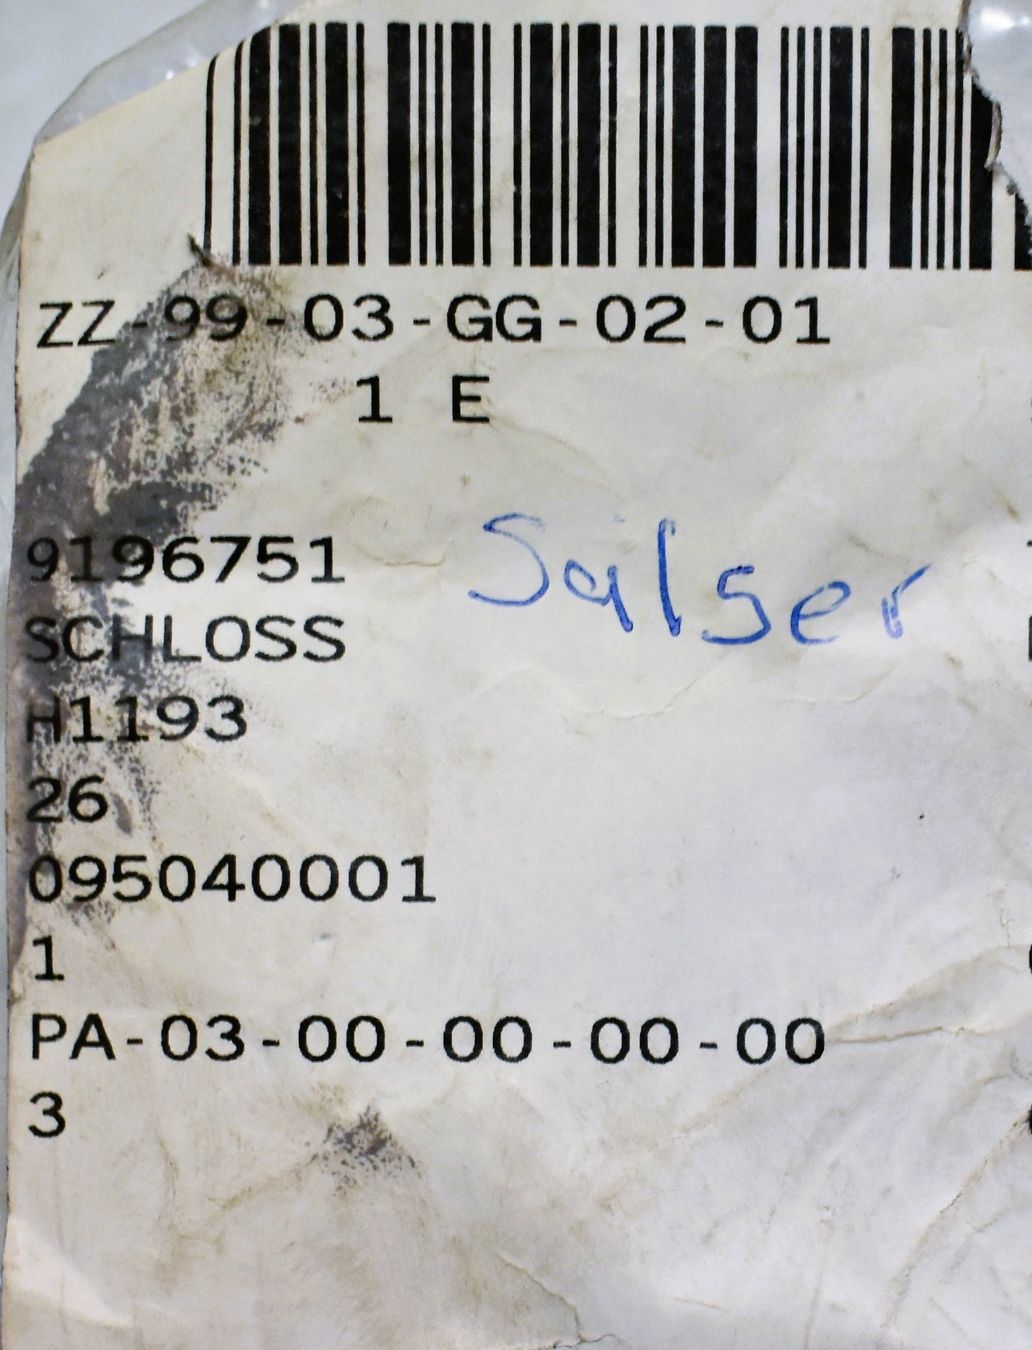 ZZ-99-03-GG-02-01
1 E
9196751
Salser
SCHLOSS
H1193
26
095040001
1
PA-03-00-00-00-00
3